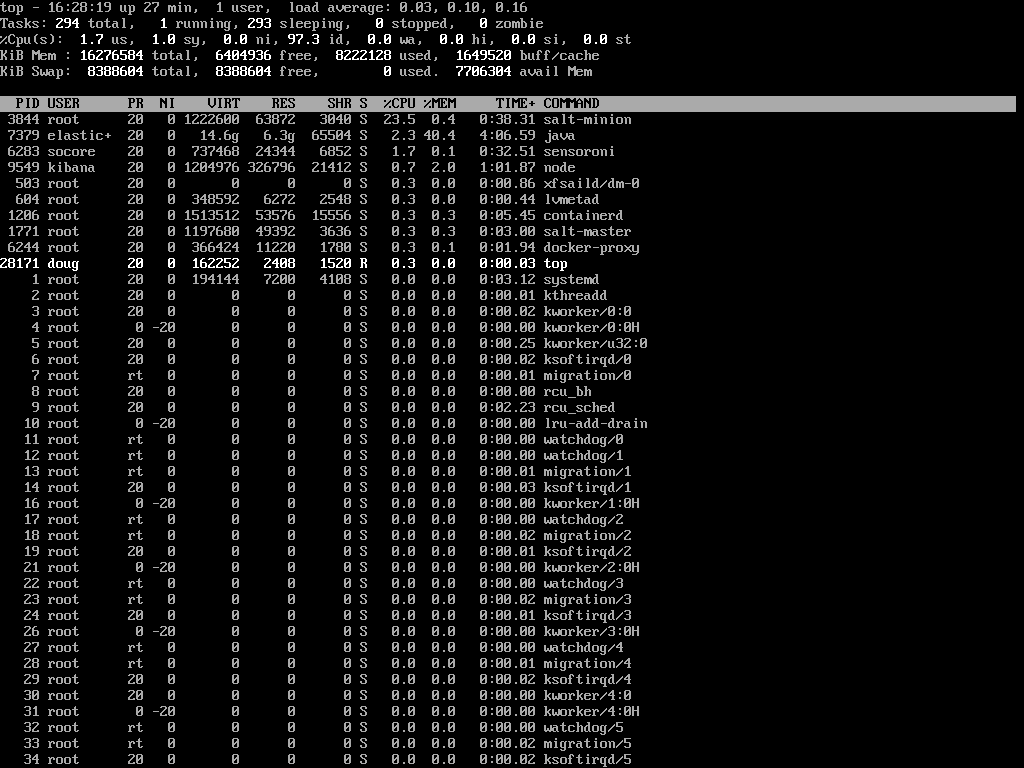 top - 16:28:19 up 27 min,  1 user,  load average: 0.03, 0.10, 0.16
Tasks: 294 total,   1 running, 293 sleeping,   0 stopped,   0 zombie
%Cpu(s):  1.7 us,  1.0 sy,  0.0 ni, 97.3 id,  0.0 wa,  0.0 hi,  0.0 si,  0.0 st
KiB Mem : 16276584 total,  6404936 free,  8222128 used,  1649520 buff/cache
KiB Swap:  8388604 total,  8388604 free,        0 used.  7706304 avail Mem
  PID USER      PR  NI    VIRT    RES    SHR S  %CPU %MEM     TIME+ COMMAND
 3844 root      20   0 1222600  63872   3040 S  23.5  0.4   0:38.31 salt-minion
 7379 elastic+  20   0   14.6g   6.3g  65504 S   2.3 40.4   4:06.59 java
 6283 socore    20   0  737468  24344   6852 S   1.7  0.1   0:32.51 sensoroni
 9549 kibana    20   0 1204976 326796  21412 S   0.7  2.0   1:01.87 node
  503 root      20   0       0      0      0 S   0.3  0.0   0:00.86 xfsaild/dm-0
  604 root      20   0  348592   6272   2548 S   0.3  0.0   0:00.44 lvmetad
 1206 root      20   0 1513512  53576  15556 S   0.3  0.3   0:05.45 containerd
 1771 root      20   0 1197680  49392   3636 S   0.3  0.3   0:03.00 salt-master
 6244 root      20   0  366424  11220   1780 S   0.3  0.1   0:01.94 docker-proxy
28171 doug      20   0  162252   2408   1520 R   0.3  0.0   0:00.03 top
    1 root      20   0  194144   7200   4108 S   0.0  0.0   0:03.12 systemd
    2 root      20   0       0      0      0 S   0.0  0.0   0:00.01 kthreadd
    3 root      20   0       0      0      0 S   0.0  0.0   0:00.02 kworker/0:0
    4 root       0 -20       0      0      0 S   0.0  0.0   0:00.00 kworker/0:0H
    5 root      20   0       0      0      0 S   0.0  0.0   0:00.25 kworker/u32:0
    6 root      20   0       0      0      0 S   0.0  0.0   0:00.02 ksoftirqd/0
    7 root      rt   0       0      0      0 S   0.0  0.0   0:00.01 migration/0
    8 root      20   0       0      0      0 S   0.0  0.0   0:00.00 rcu_bh
    9 root      20   0       0      0      0 S   0.0  0.0   0:02.23 rcu_sched
   10 root       0 -20       0      0      0 S   0.0  0.0   0:00.00 lru-add-drain
   11 root      rt   0       0      0      0 S   0.0  0.0   0:00.00 watchdog/0
   12 root      rt   0       0      0      0 S   0.0  0.0   0:00.00 watchdog/1
   13 root      rt   0       0      0      0 S   0.0  0.0   0:00.01 migration/1
   14 root      20   0       0      0      0 S   0.0  0.0   0:00.03 ksoftirqd/1
   16 root       0 -20       0      0      0 S   0.0  0.0   0:00.00 kworker/1:0H
   17 root      rt   0       0      0      0 S   0.0  0.0   0:00.00 watchdog/2
   18 root      rt   0       0      0      0 S   0.0  0.0   0:00.02 migration/2
   19 root      20   0       0      0      0 S   0.0  0.0   0:00.01 ksoftirqd/2
   21 root       0 -20       0      0      0 S   0.0  0.0   0:00.00 kworker/2:0H
   22 root      rt   0       0      0      0 S   0.0  0.0   0:00.00 watchdog/3
   23 root      rt   0       0      0      0 S   0.0  0.0   0:00.02 migration/3
   24 root      20   0       0      0      0 S   0.0  0.0   0:00.01 ksoftirqd/3
   26 root       0 -20       0      0      0 S   0.0  0.0   0:00.00 kworker/3:0H
   27 root      rt   0       0      0      0 S   0.0  0.0   0:00.00 watchdog/4
   28 root      rt   0       0      0      0 S   0.0  0.0   0:00.01 migration/4
   29 root      20   0       0      0      0 S   0.0  0.0   0:00.02 ksoftirqd/4
   30 root      20   0       0      0      0 S   0.0  0.0   0:00.00 kworker/4:0
   31 root       0 -20       0      0      0 S   0.0  0.0   0:00.00 kworker/4:0H
   32 root      rt   0       0      0      0 S   0.0  0.0   0:00.00 watchdog/5
   33 root      rt   0       0      0      0 S   0.0  0.0   0:00.02 migration/5
   34 root      20   0       0      0      0 S   0.0  0.0   0:00.02 ksoftirqd/5